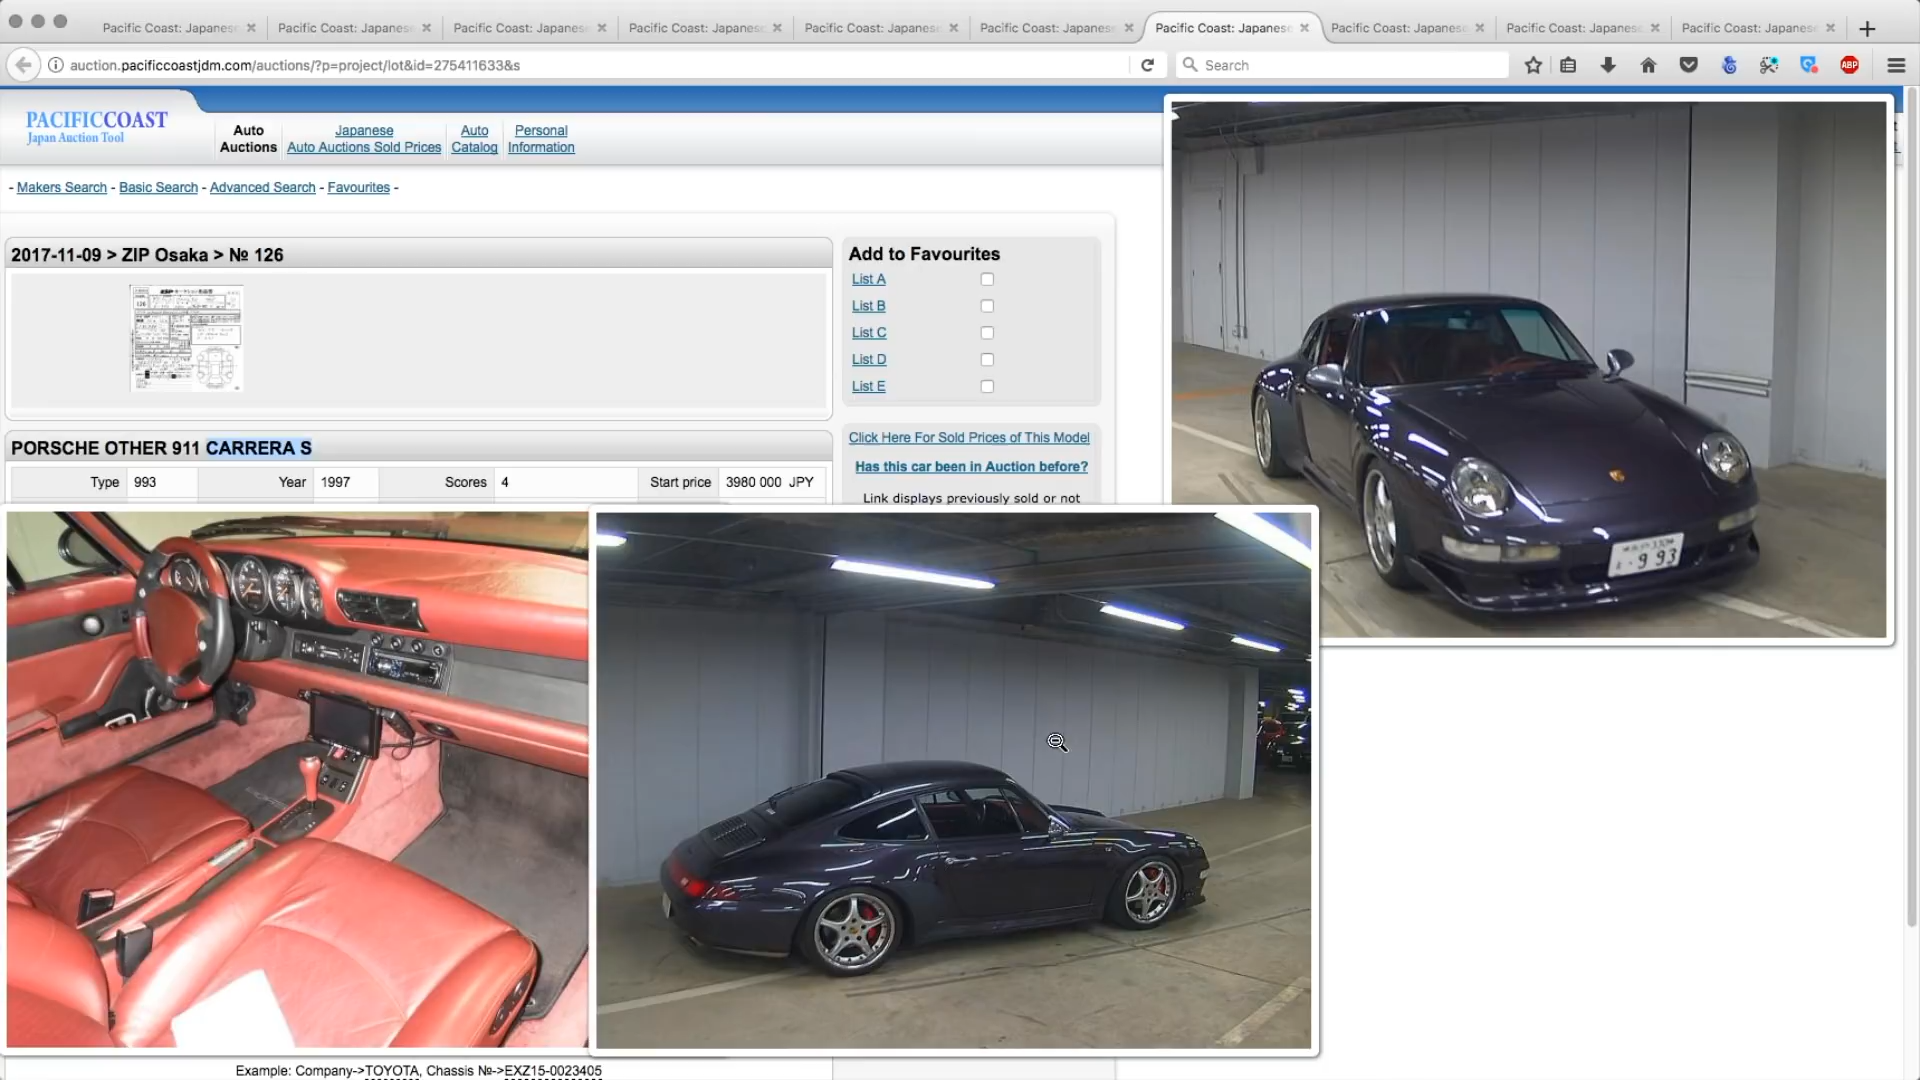 Pacific Coast: Japanese
Pacific Coast: Japanese
Pacific Coast: Japanese
Pacific Coast: Japanese
Pacific Coast: Japanese
Pacific Coast: Japanese
Pacific Coast: Japanese
Pacific Coast: Japanese
Pacific Coast: Japanese
Pacific Coast: Japanese
auction.pacificcoastjdm.com/auctions/?p=project/lot&id=275411633&s
Search
ABP
PACIFICCOAST
Japan Auction Tool
Auto
Auctions
Japanese
Auto Auctions Sold Prices
Auto
Catalog
Personal
Information
- Makers Search - Basic Search - Advanced Search - Favourites -
2017-11-09 > ZIP Osaka > № 126
Add to Favourites
List A
List B
List C
List D
List E
PORSCHE OTHER 911 CARRERA S
Type 993 Year 1997 Scores 4 Start price 3980 000 JPY
Click Here For Sold Prices of This Model
Has this car been in Auction before?
Link displays previously sold or not
993
Example: Company->TOYOTA, Chassis №->EXZ15-0023405